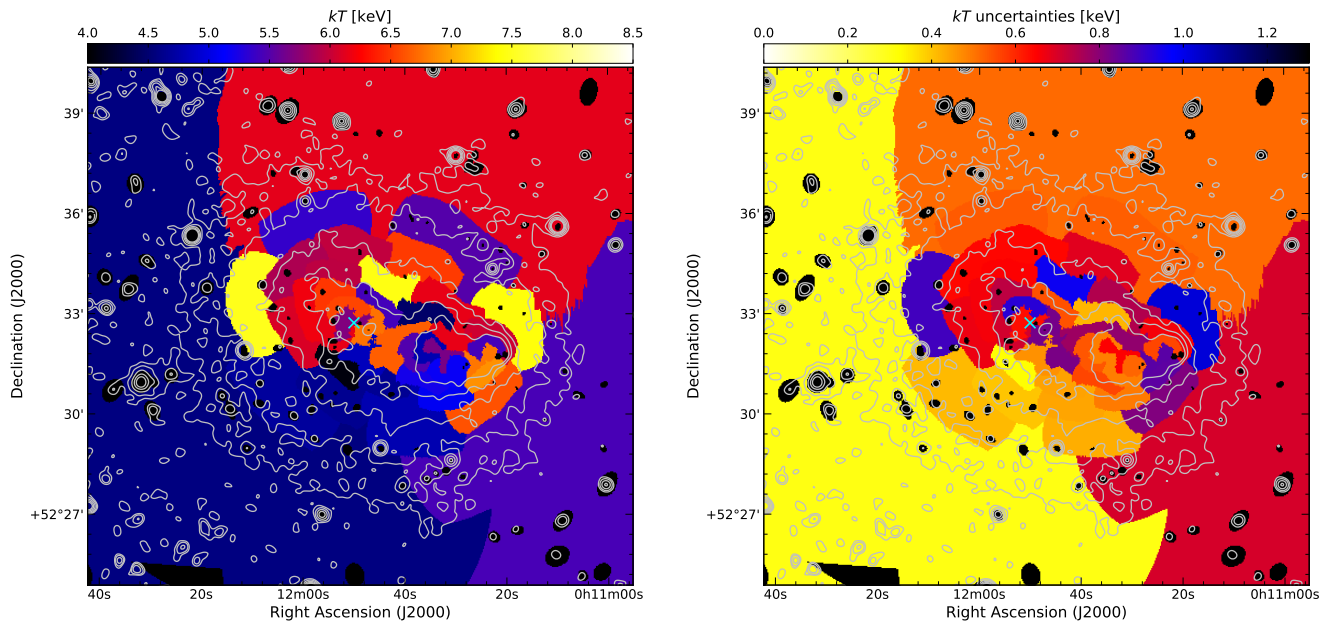 kT [keV]
4.0 4.5 5.0 5.5 6.0 6.5 7.0 7.5 8.0 8.5
39'
36'
33'
30'
+52°27'
Declination (J2000)
40s 20s 0h12m00s 40s 20s 0h11m00s
Right Ascension (J2000)
kT uncertainties [keV]
0.0 0.2 0.4 0.6 0.8 1.0 1.2
39'
36'
33'
30'
+52°27'
Declination (J2000)
40s 20s 0h12m00s 40s 20s 0h11m00s
Right Ascension (J2000)